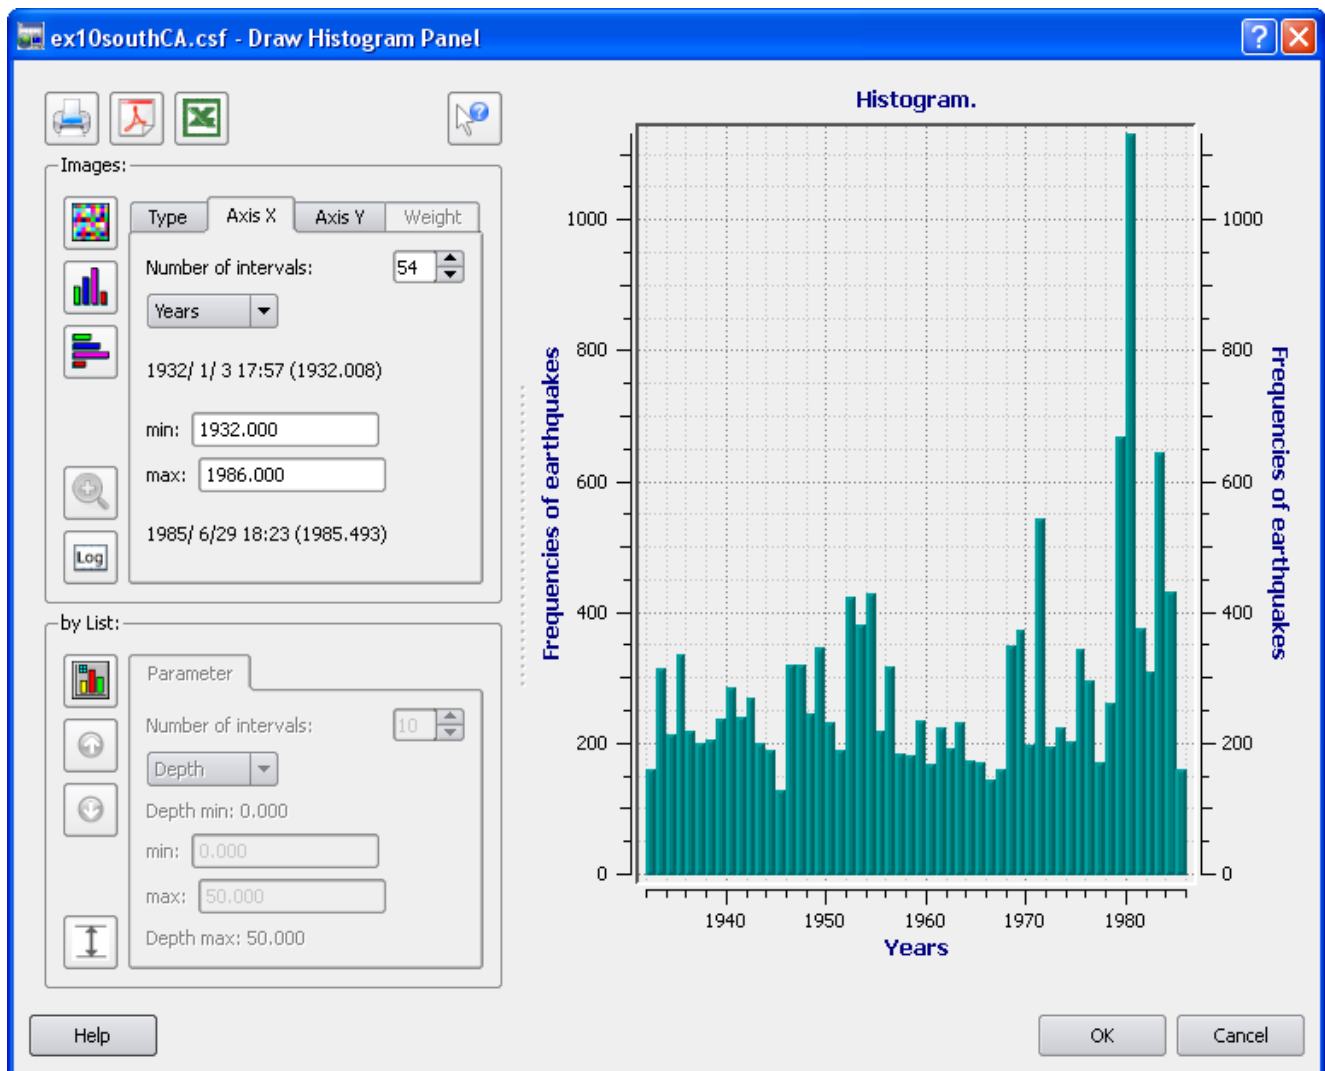 ex10southCA.csf - Draw Histogram Panel
Images:
Type Axis X Axis Y Weight
Number of intervals: 54
Years
1932/ 1/ 3 17:57 (1932.008)
min: 1932.000
max: 1986.000
1985/ 6/29 18:23 (1985.493)
Log
by List:
Parameter
Number of intervals: 10
Depth
Depth min: 0.000
min: 0.000
max: 50.000
Depth max: 50.000
Histogram.
Frequencies of earthquakes
1000
800
600
400
200
0
1000
800
600
400
200
0
Frequencies of earthquakes
1940 1950 1960 1970 1980
Years
Help OK Cancel